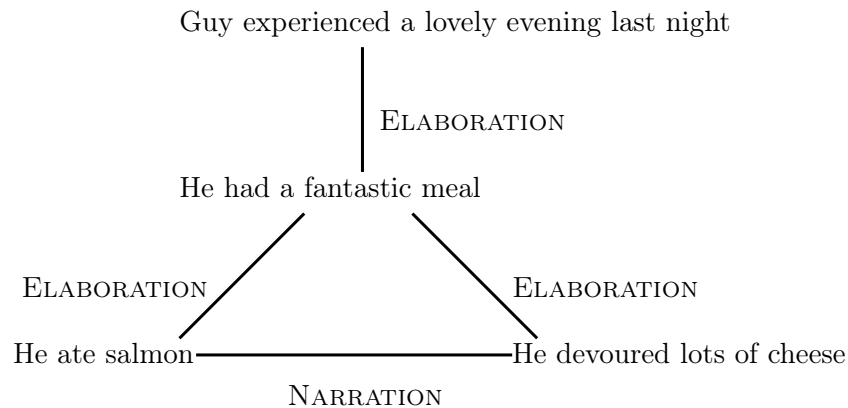 Guy experienced a lovely evening last night
ELABORATION
He had a fantastic meal
ELABORATION
ELABORATION
He ate salmon
He devoured lots of cheese
NARRATION